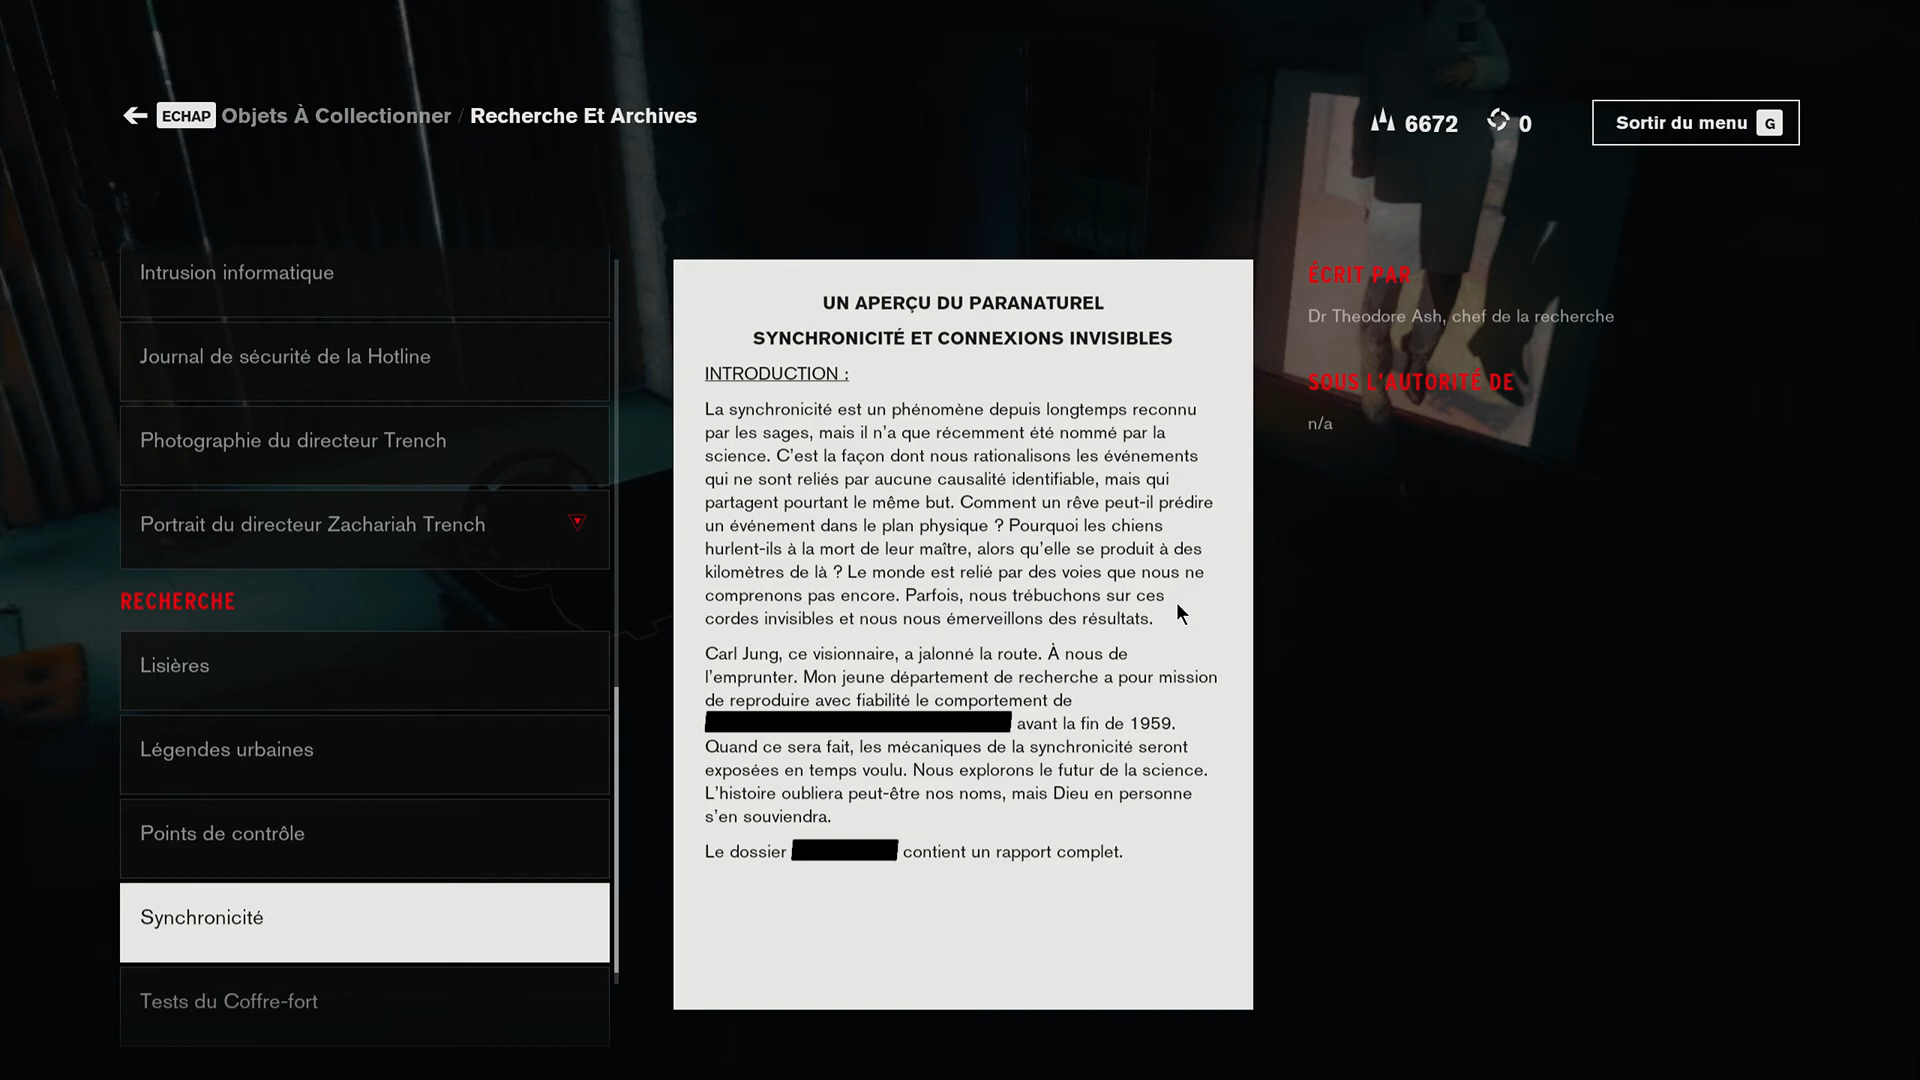 ECHAP Objets À Collectionner / Recherche Et Archives
6672 0
Sortir du menu G
Intrusion informatique
Journal de sécurité de la Hotline
Photographie du directeur Trench
Portrait du directeur Zachariah Trench
RECHERCHE
Lisières
Légendes urbaines
Points de contrôle
Synchronicité
Tests du Coffre-fort
UN APERÇU DU PARANATUREL
SYNCHRONICITÉ ET CONNEXIONS INVISIBLES
INTRODUCTION :
La synchronicité est un phénomène depuis longtemps reconnu
par les sages, mais il n’a que récemment été nommé par la
science. C’est la façon dont nous rationalisons les événements
qui ne sont reliés par aucune causalité identifiable, mais qui
partagent pourtant le même but. Comment un rêve peut-il prédire
un événement dans le plan physique ? Pourquoi les chiens
hurlent-ils à la mort de leur maître, alors qu’elle se produit à des
kilomètres de là ? Le monde est relié par des voies que nous ne
comprenons pas encore. Parfois, nous trébuchons sur ces
cordes invisibles et nous nous émerveillons des résultats.
Carl Jung, ce visionnaire, a jalonné la route. À nous de
l’emprunter. Mon jeune département de recherche a pour mission
de reproduire avec fiabilité le comportement de
avant la fin de 1959.
Quand ce sera fait, les mécaniques de la synchronicité seront
exposées en temps voulu. Nous explorons le futur de la science.
L’histoire oubliera peut-être nos noms, mais Dieu en personne
s’en souviendra.
Le dossier contient un rapport complet.
ÉCRIT PAR
Dr Theodore Ash, chef de la recherche
SOUS L'AUTORITÉ DE
n/a